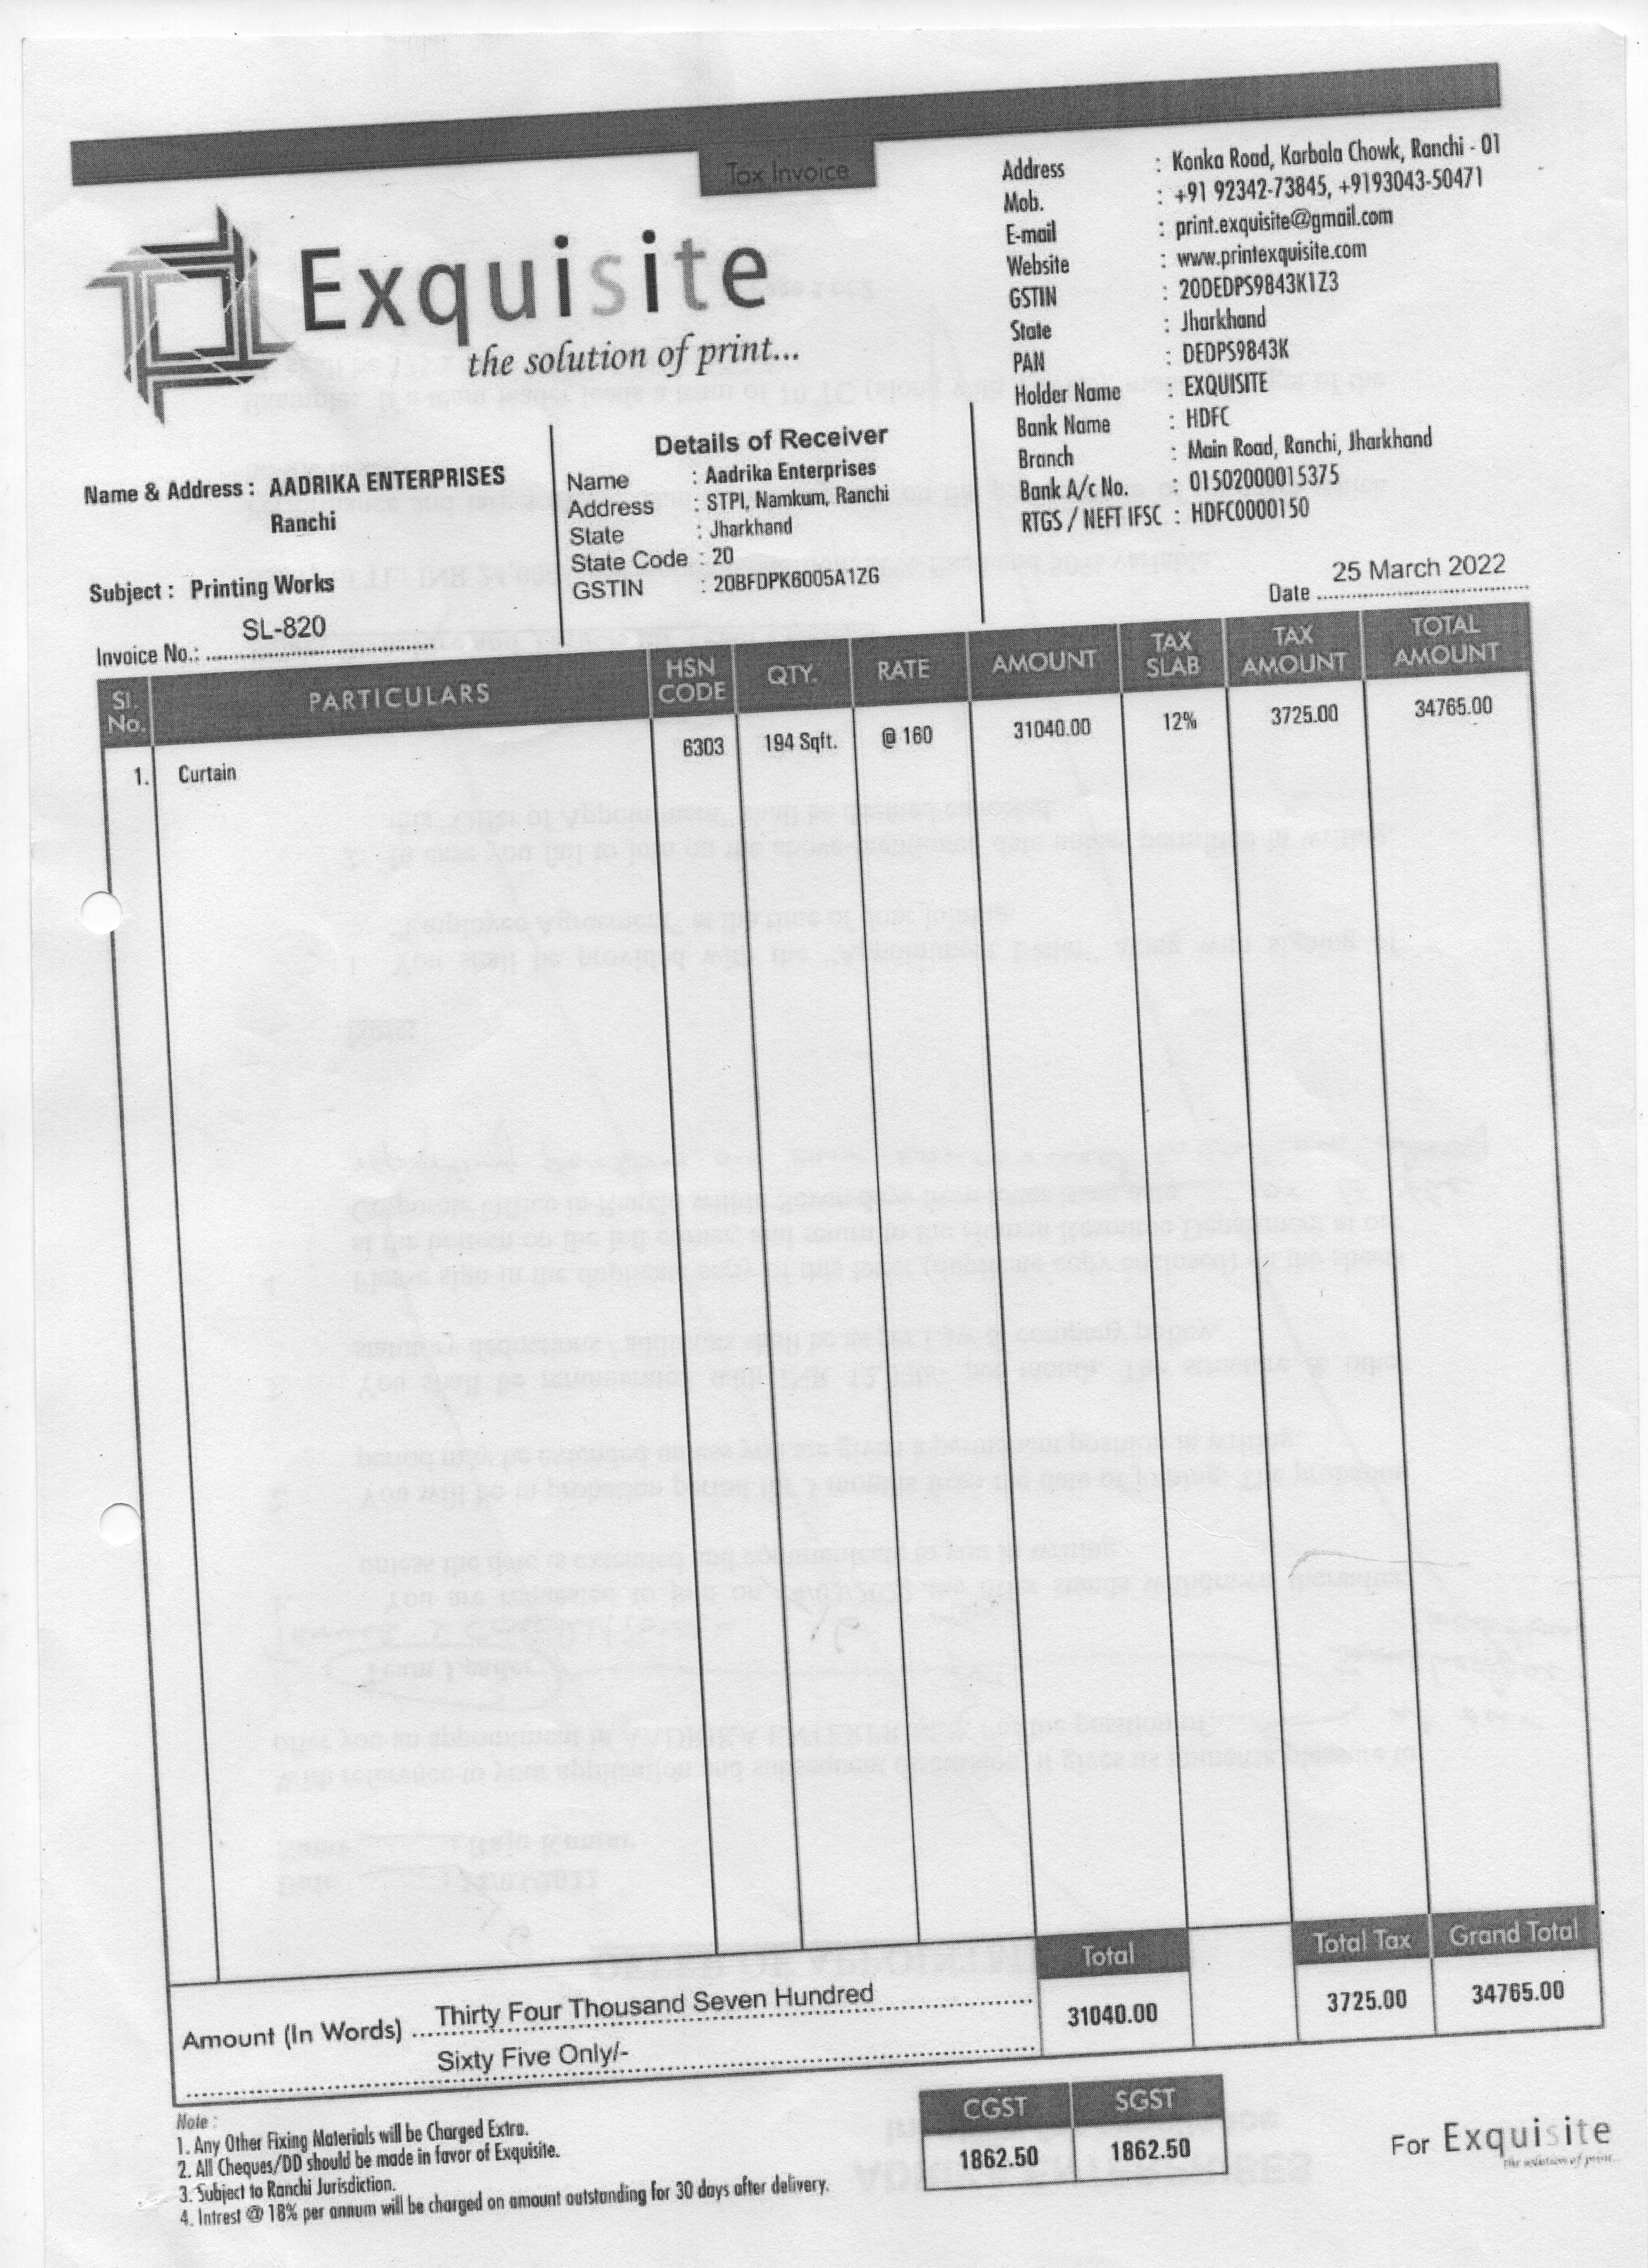 Tax Invoice
Exquisite
the solution of print...
Address : Konka Road, Karbala Chowk, Ranchi - 01
Mob. : +91 92342-73845, +9193043-50471
E-mail : print.exquisite@gmail.com
Website : www.printexquisite.com
GSTIN : 20DEDPS9843K1Z3
State : Jharkhand
PAN : DEDPS9843K
Holder Name : EXQUISITE
Bank Name : HDFC
Branch : Main Road, Ranchi, Jharkhand
Bank A/c No. : 01502000015375
RTGS / NEFT IFSC : HDFC0000150
Name & Address : AADRIKA ENTERPRISES
Ranchi
Subject : Printing Works
Invoice No.: SL-820
Details of Receiver
Name : Aadrika Enterprises
Address : STPI, Namkum, Ranchi
State : Jharkhand
State Code : 20
GSTIN : 20BFDPK6005A1ZG
Date 25 March 2022
Sl. No. PARTICULARS HSN CODE QTY. RATE AMOUNT TAX SLAB TAX AMOUNT TOTAL AMOUNT
1. Curtain 6303 194 Sqft. @ 160 31040.00 12% 3725.00 34765.00
Total Total Tax Grand Total
31040.00 3725.00 34765.00
Amount (In Words) Thirty Four Thousand Seven Hundred
Sixty Five Only/-
CGST SGST
1862.50 1862.50
Note :
1. Any Other Fixing Materials will be Charged Extra.
2. All Cheques/DD should be made in favor of Exquisite.
3. Subject to Ranchi Jurisdiction.
4. Intrest @ 18% per annum will be charged on amount outstanding for 30 days after delivery.
For Exquisite
the solution of print...